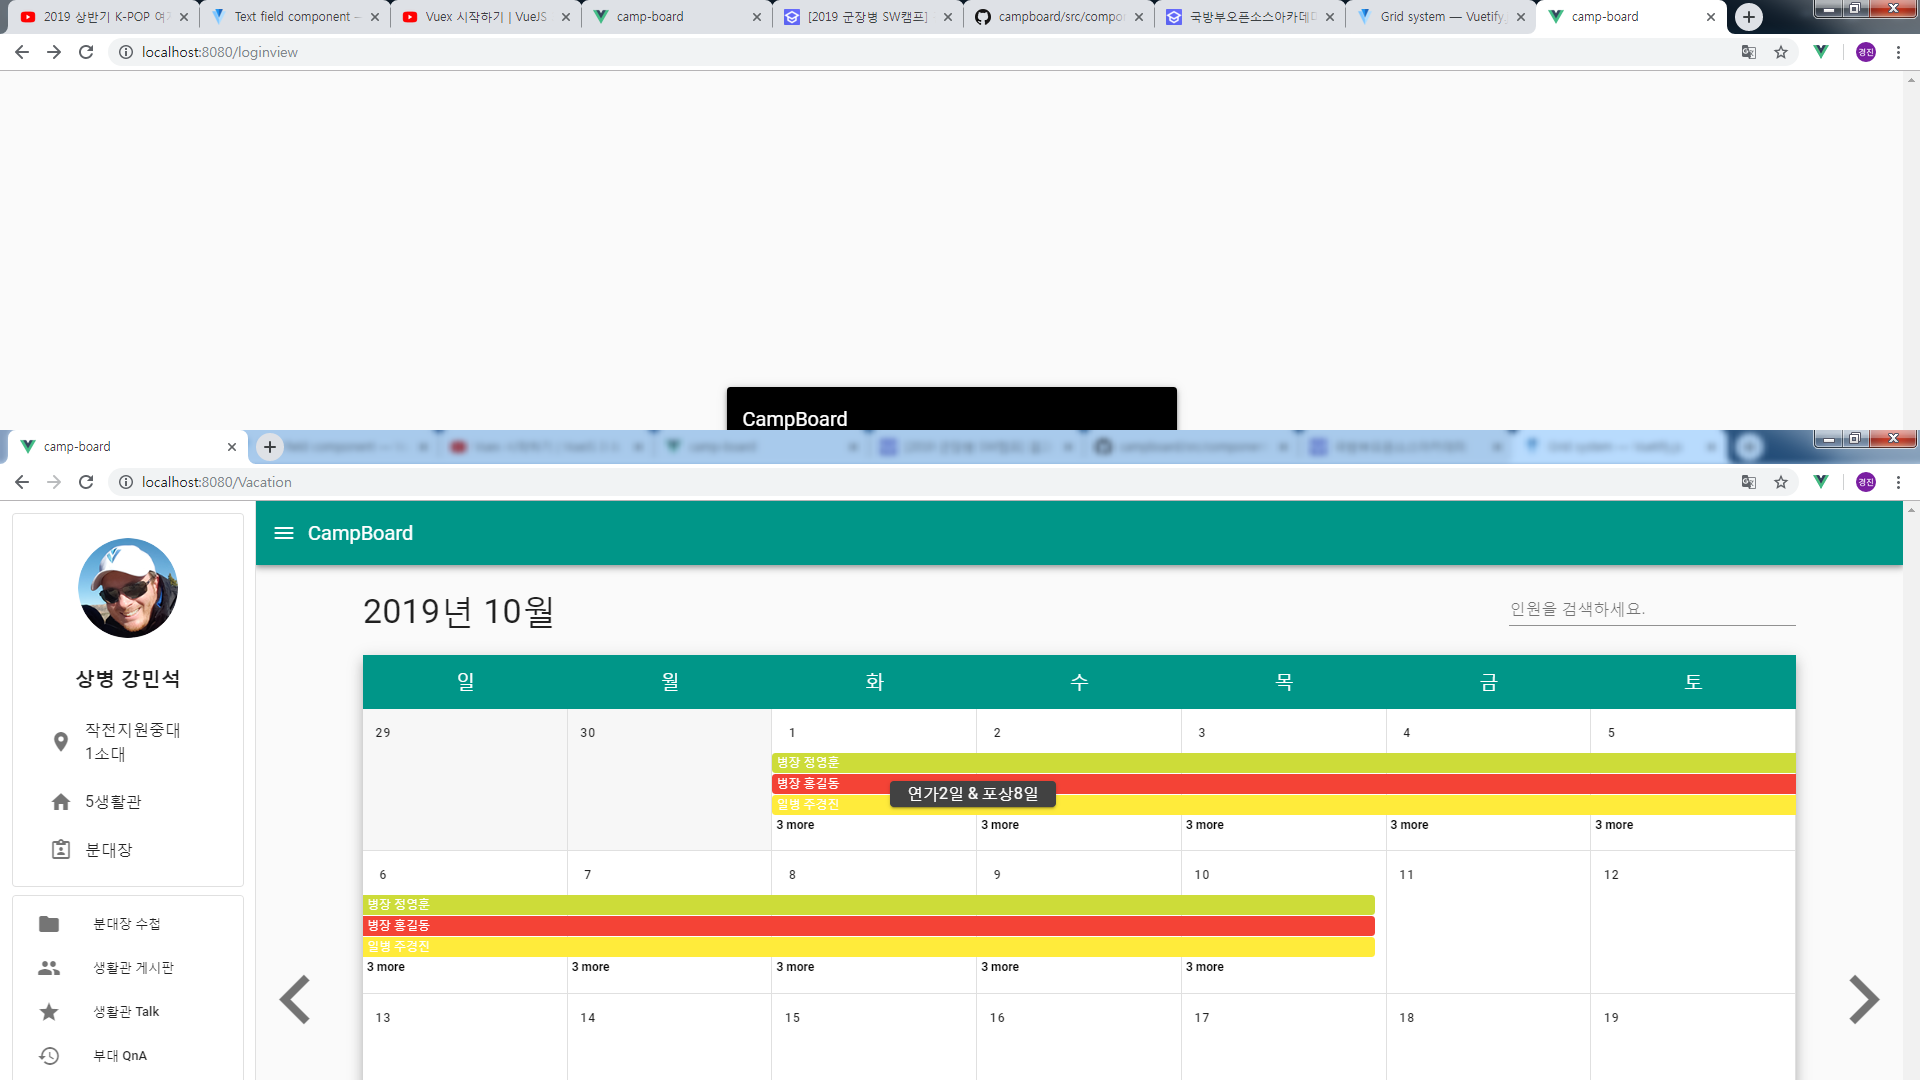 2019 상반기 K-POP 여
Text field component —
Vuex 시작하기 | VueJS
camp-board
[2019 군장병 SW캠프]
campboard/src/compor
국방부오픈소스아카데미
Grid system — Vuetify.
camp-board
localhost:8080/loginview
경진
CampBoard
camp-board
localhost:8080/Vacation
경진
CampBoard
상병 강민석
작전지원중대
1소대
5생활관
분대장
분대장 수첩
생활관 게시판
생활관 Talk
부대 QnA
2019년 10월
인원을 검색하세요.
일 월 화 수 목 금 토
29 30 1 2 3 4 5
병장 정영훈
병장 홍길동
연가2일 & 포상8일
일병 주경진
3 more 3 more 3 more 3 more 3 more
6 7 8 9 10 11 12
병장 정영훈
병장 홍길동
일병 주경진
3 more 3 more 3 more 3 more 3 more
13 14 15 16 17 18 19